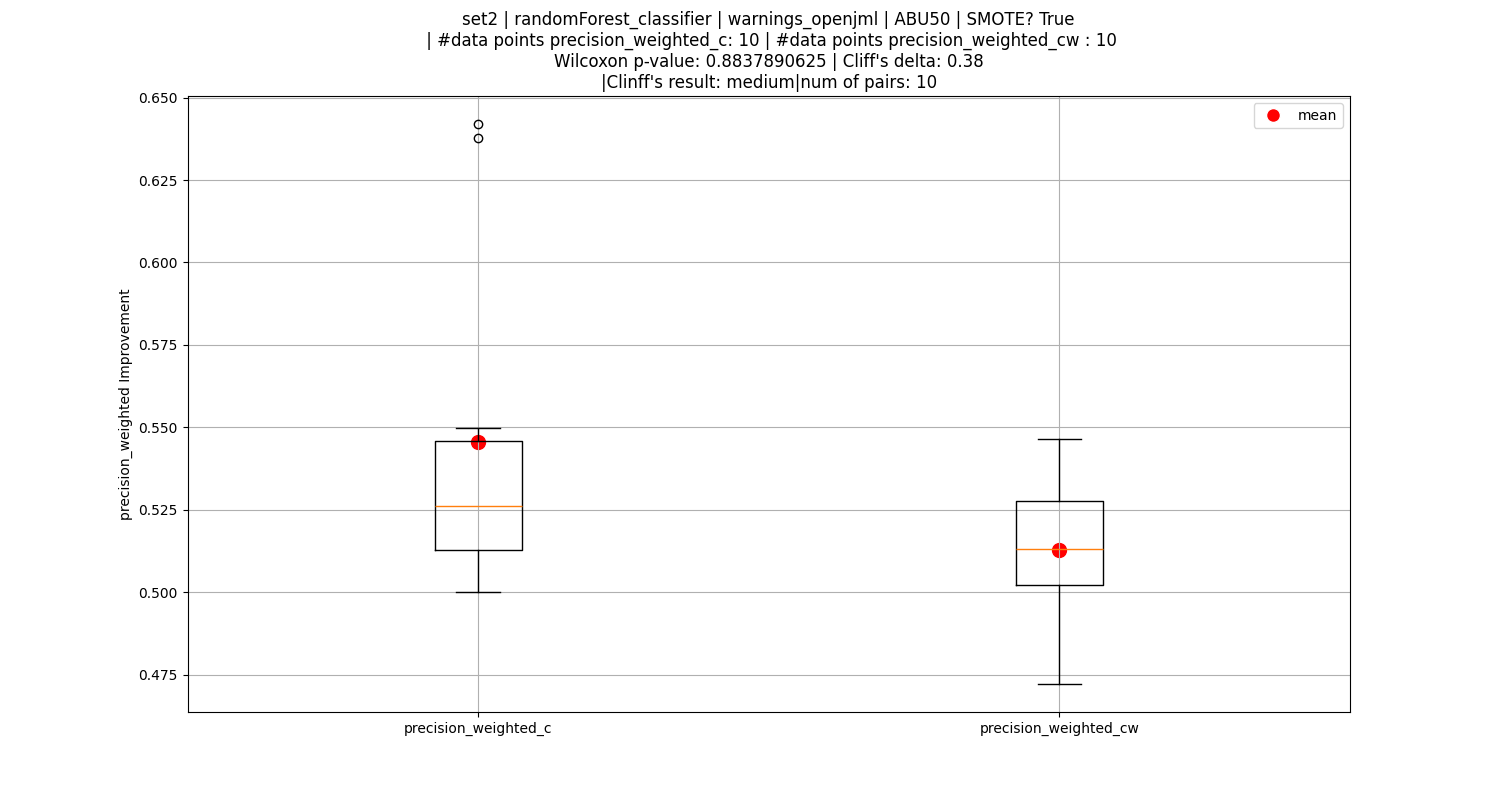 set2 | randomForest_classifier | warnings_openjml | ABU50 | SMOTE? True
| #data points precision_weighted_c: 10 | #data points precision_weighted_cw : 10
Wilcoxon p-value: 0.8837890625 | Cliff's delta: 0.38
|Clinff's result: medium|num of pairs: 10
mean
0.650
0.625
0.600
0.575
0.550
0.525
0.500
0.475
precision_weighted Improvement
precision_weighted_c
precision_weighted_cw